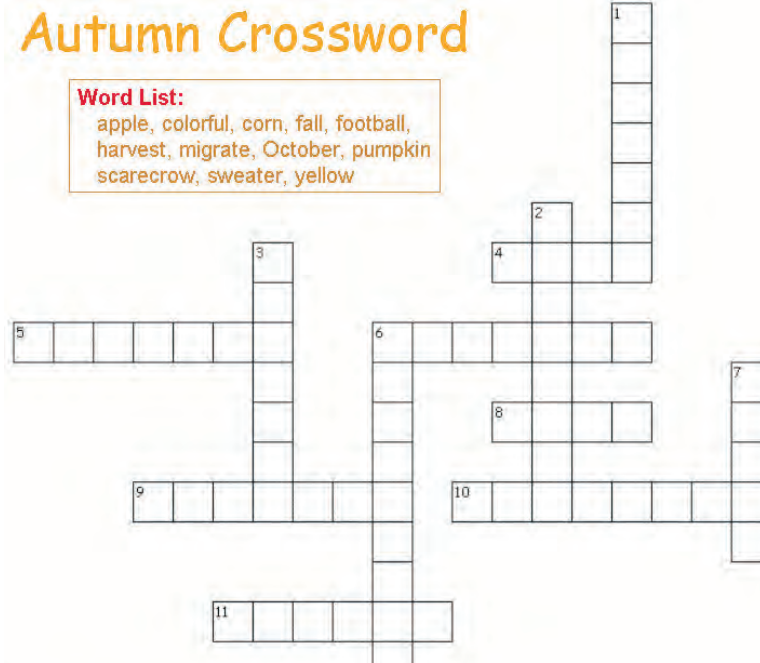 Autumn Crossword
1
Word List:
apple, colorful, corn, fall, football,
harvest, migrate, October, pumpkin
scarecrow, sweater, yellow
2
3
4
5
6
7
8
9
10
11